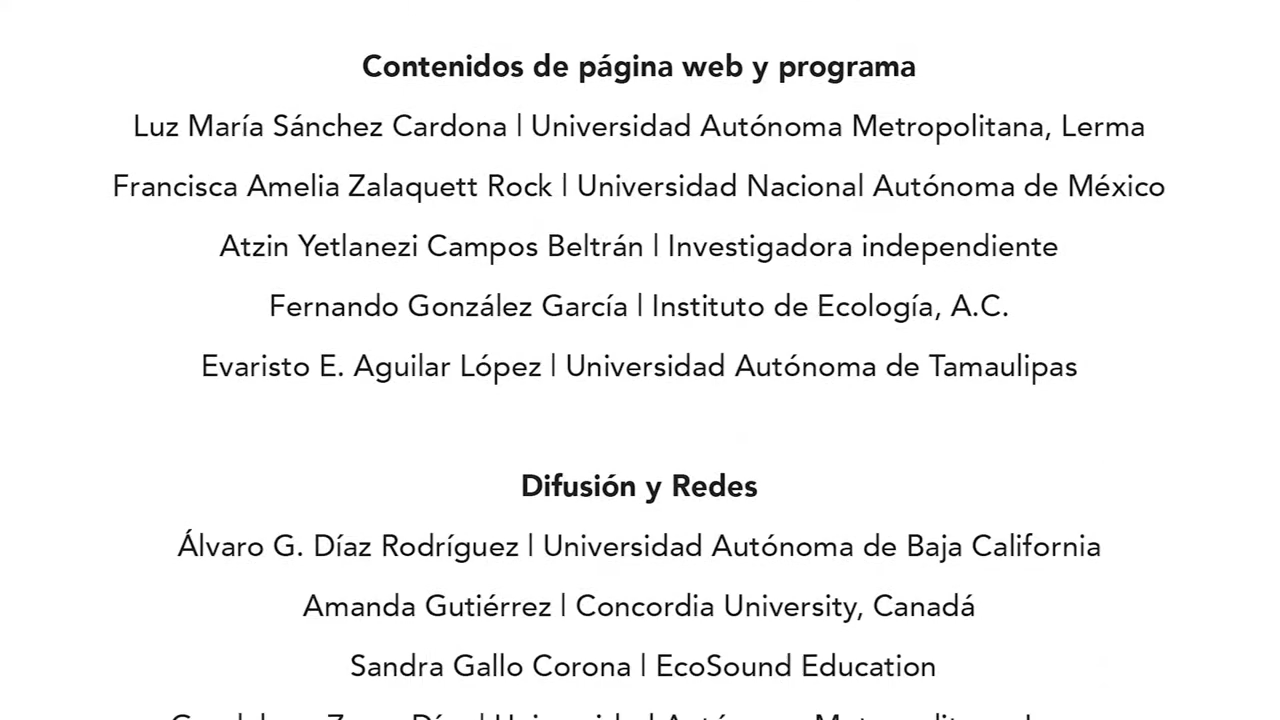 Contenidos de página web y programa
Luz María Sánchez Cardona | Universidad Autónoma Metropolitana, Lerma
Francisca Amelia Zalaquett Rock | Universidad Nacional Autónoma de México
Atzin Yetlanezi Campos Beltrán | Investigadora independiente
Fernando González García | Instituto de Ecología, A.C.
Evaristo E. Aguilar López | Universidad Autónoma de Tamaulipas
Difusión y Redes
Álvaro G. Díaz Rodríguez | Universidad Autónoma de Baja California
Amanda Gutiérrez | Concordia University, Canadá
Sandra Gallo Corona | EcoSound Education